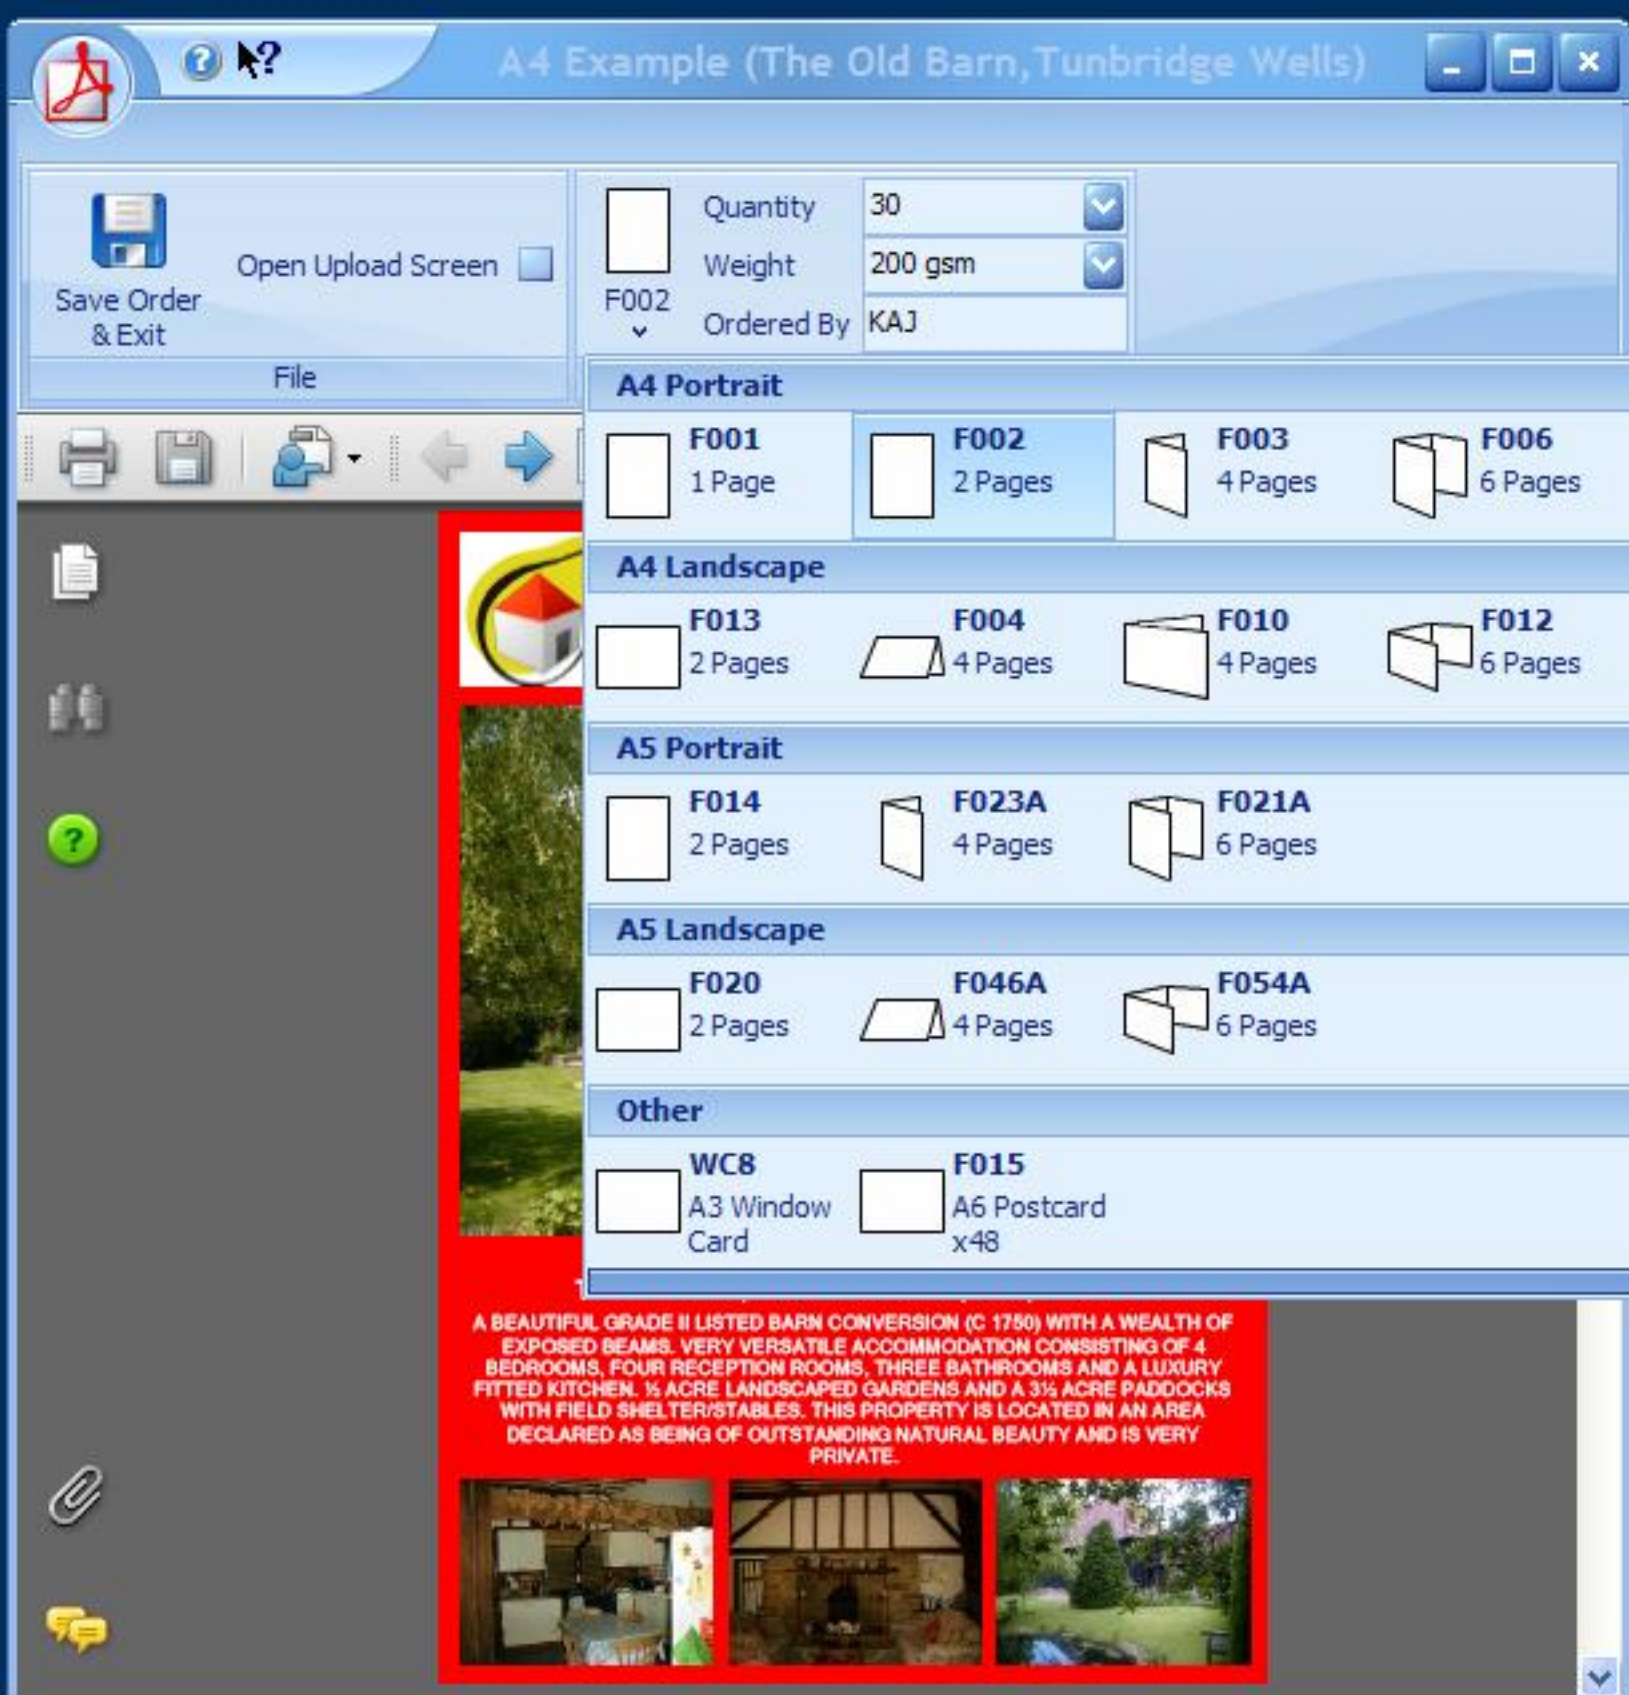 A4 Example (The Old Barn,Tunbridge Wells)
Save Order
& Exit
Open Upload Screen
File
F002
Quantity
30
Weight
200 gsm
Ordered By
KAJ
A4 Portrait
F001
1 Page
F002
2 Pages
F003
4 Pages
F006
6 Pages
A4 Landscape
F013
2 Pages
F004
4 Pages
F010
4 Pages
F012
6 Pages
A5 Portrait
F014
2 Pages
F023A
4 Pages
F021A
6 Pages
A5 Landscape
F020
2 Pages
F046A
4 Pages
F054A
6 Pages
Other
WC8
A3 Window
Card
F015
A6 Postcard
x48
A BEAUTIFUL GRADE II LISTED BARN CONVERSION (C 1750) WITH A WEALTH OF
EXPOSED BEAMS. VERY VERSATILE ACCOMMODATION CONSISTING OF 4
BEDROOMS, FOUR RECEPTION ROOMS, THREE BATHROOMS AND A LUXURY
FITTED KITCHEN. ½ ACRE LANDSCAPED GARDENS AND A 3½ ACRE PADDOCKS
WITH FIELD SHELTER/STABLES. THIS PROPERTY IS LOCATED IN AN AREA
DECLARED AS BEING OF OUTSTANDING NATURAL BEAUTY AND IS VERY
PRIVATE.